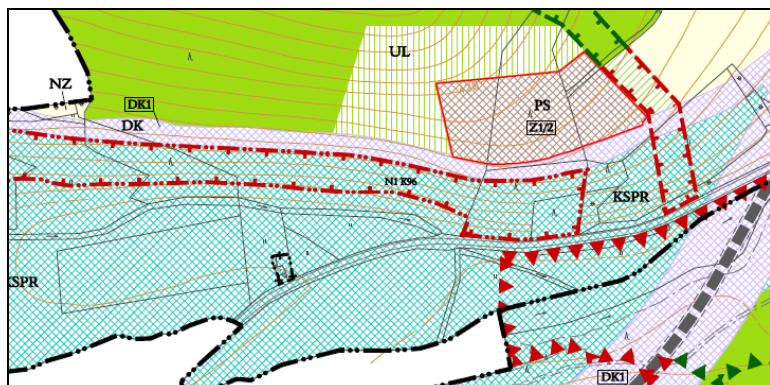 UL
NZ
DK1
PS
DK
Z1/2
N1 K96
KSPR
KSPR
DK1